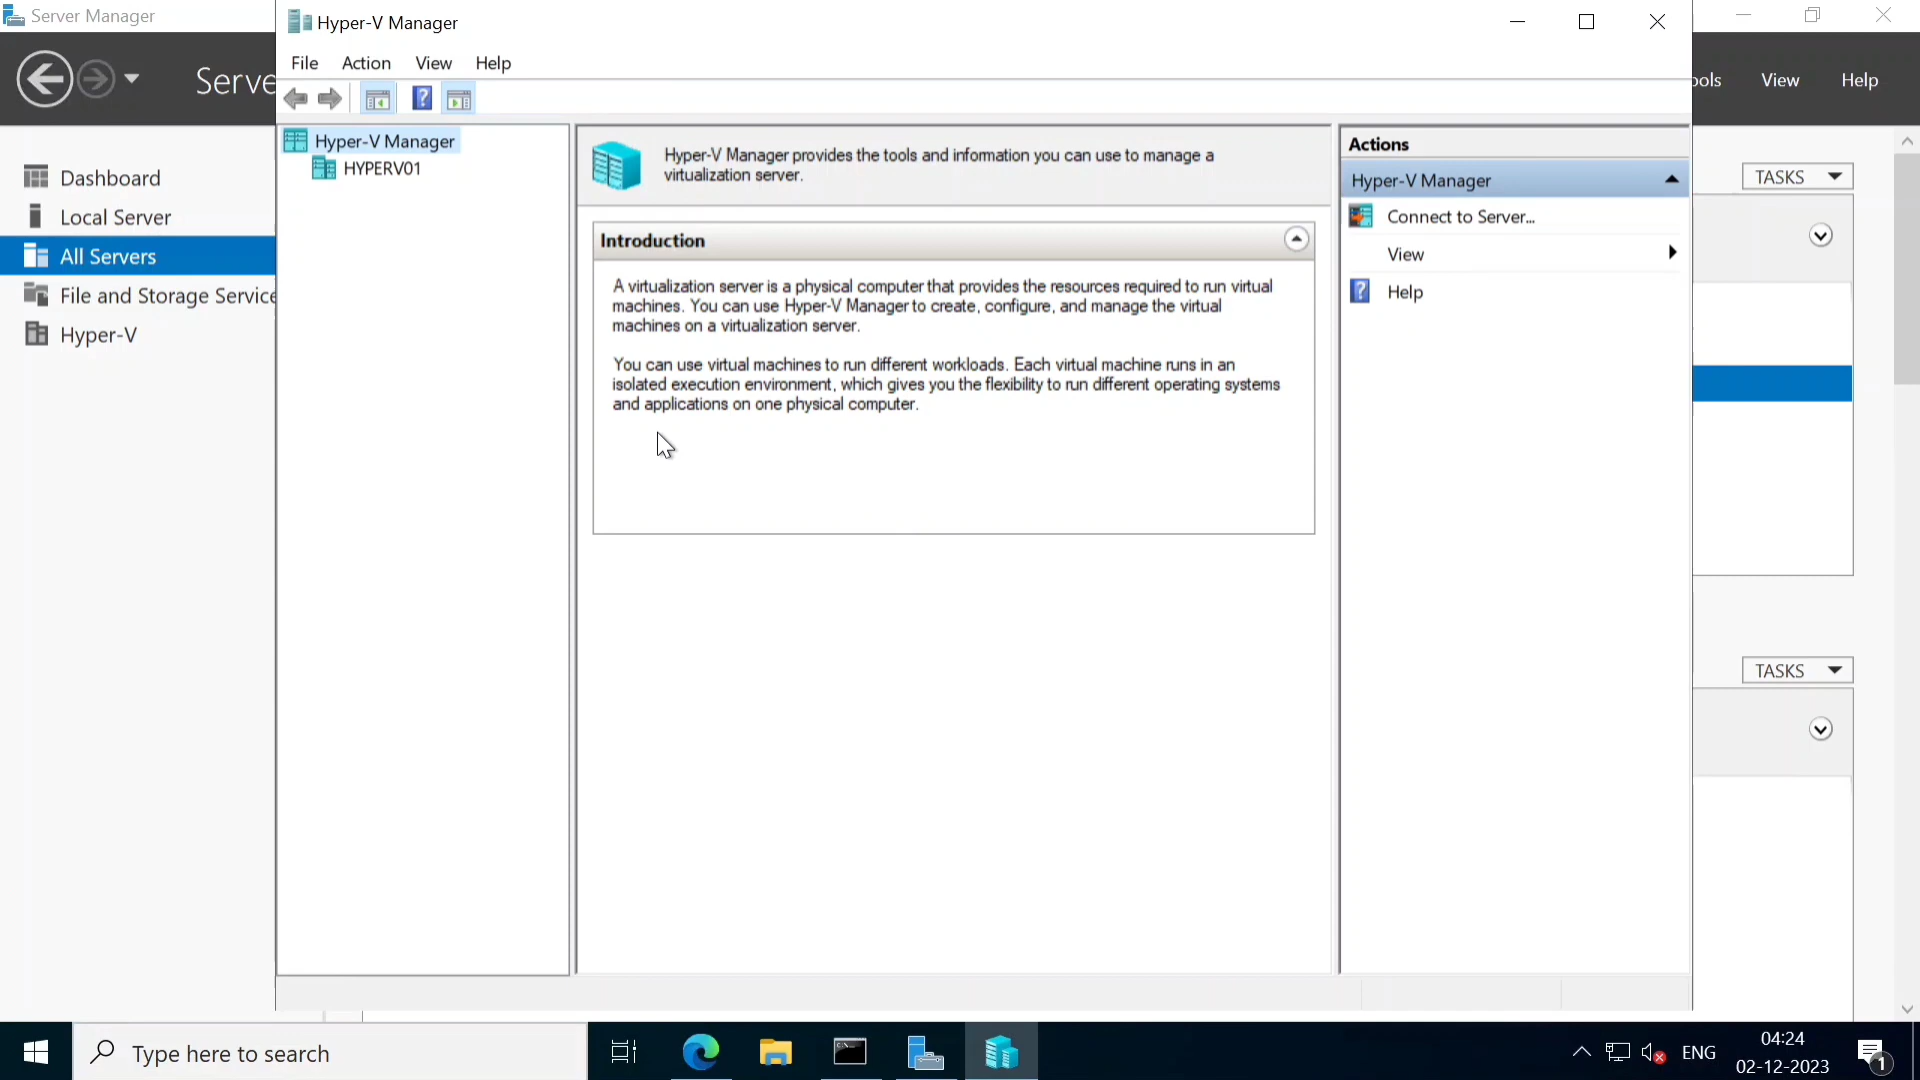 Server Manager
Hyper-V Manager
File Action View Help
Serve
ools View Help
Hyper-V Manager
HYPERV01
Dashboard
Local Server
All Servers
File and Storage Service
Hyper-V
Hyper-V Manager provides the tools and information you can use to manage a
virtualization server.
Introduction
A virtualization server is a physical computer that provides the resources required to run virtual
machines. You can use Hyper-V Manager to create, configure, and manage the virtual
machines on a virtualization server.
You can use virtual machines to run different workloads. Each virtual machine runs in an
isolated execution environment, which gives you the flexibility to run different operating systems
and applications on one physical computer.
Actions
Hyper-V Manager
Connect to Server...
View
Help
TASKS
TASKS
Type here to search
ENG
04:24
02-12-2023
1